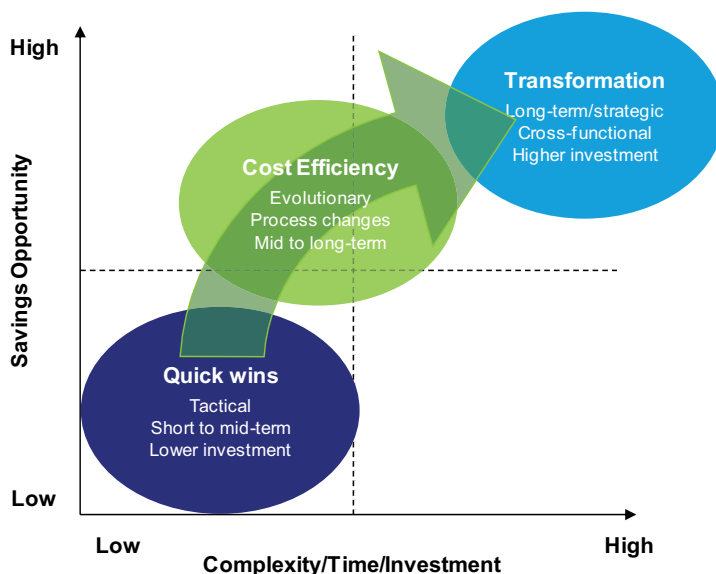 High
Transformation
Long-term/strategic
Cross-functional
Higher investment
Cost Efficiency
Evolutionary
Process changes
Mid to long-term
Savings Opportunity
Quick wins
Tactical
Short to mid-term
Lower investment
Low
Low
High
Complexity/Time/Investment